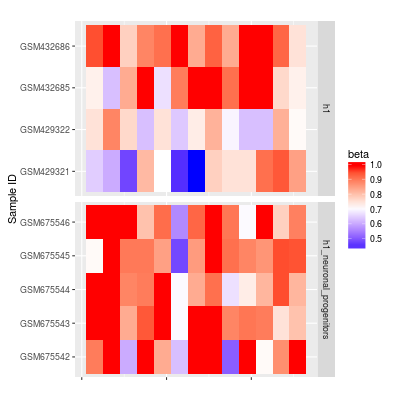 GSM432686
GSM432685
GSM429322
GSM429321
h1
GSM675546
GSM675545
GSM675544
GSM675543
GSM675542
h1_neuronal_progenitors
Sample ID
beta
1.0
0.9
0.8
0.7
0.6
0.5